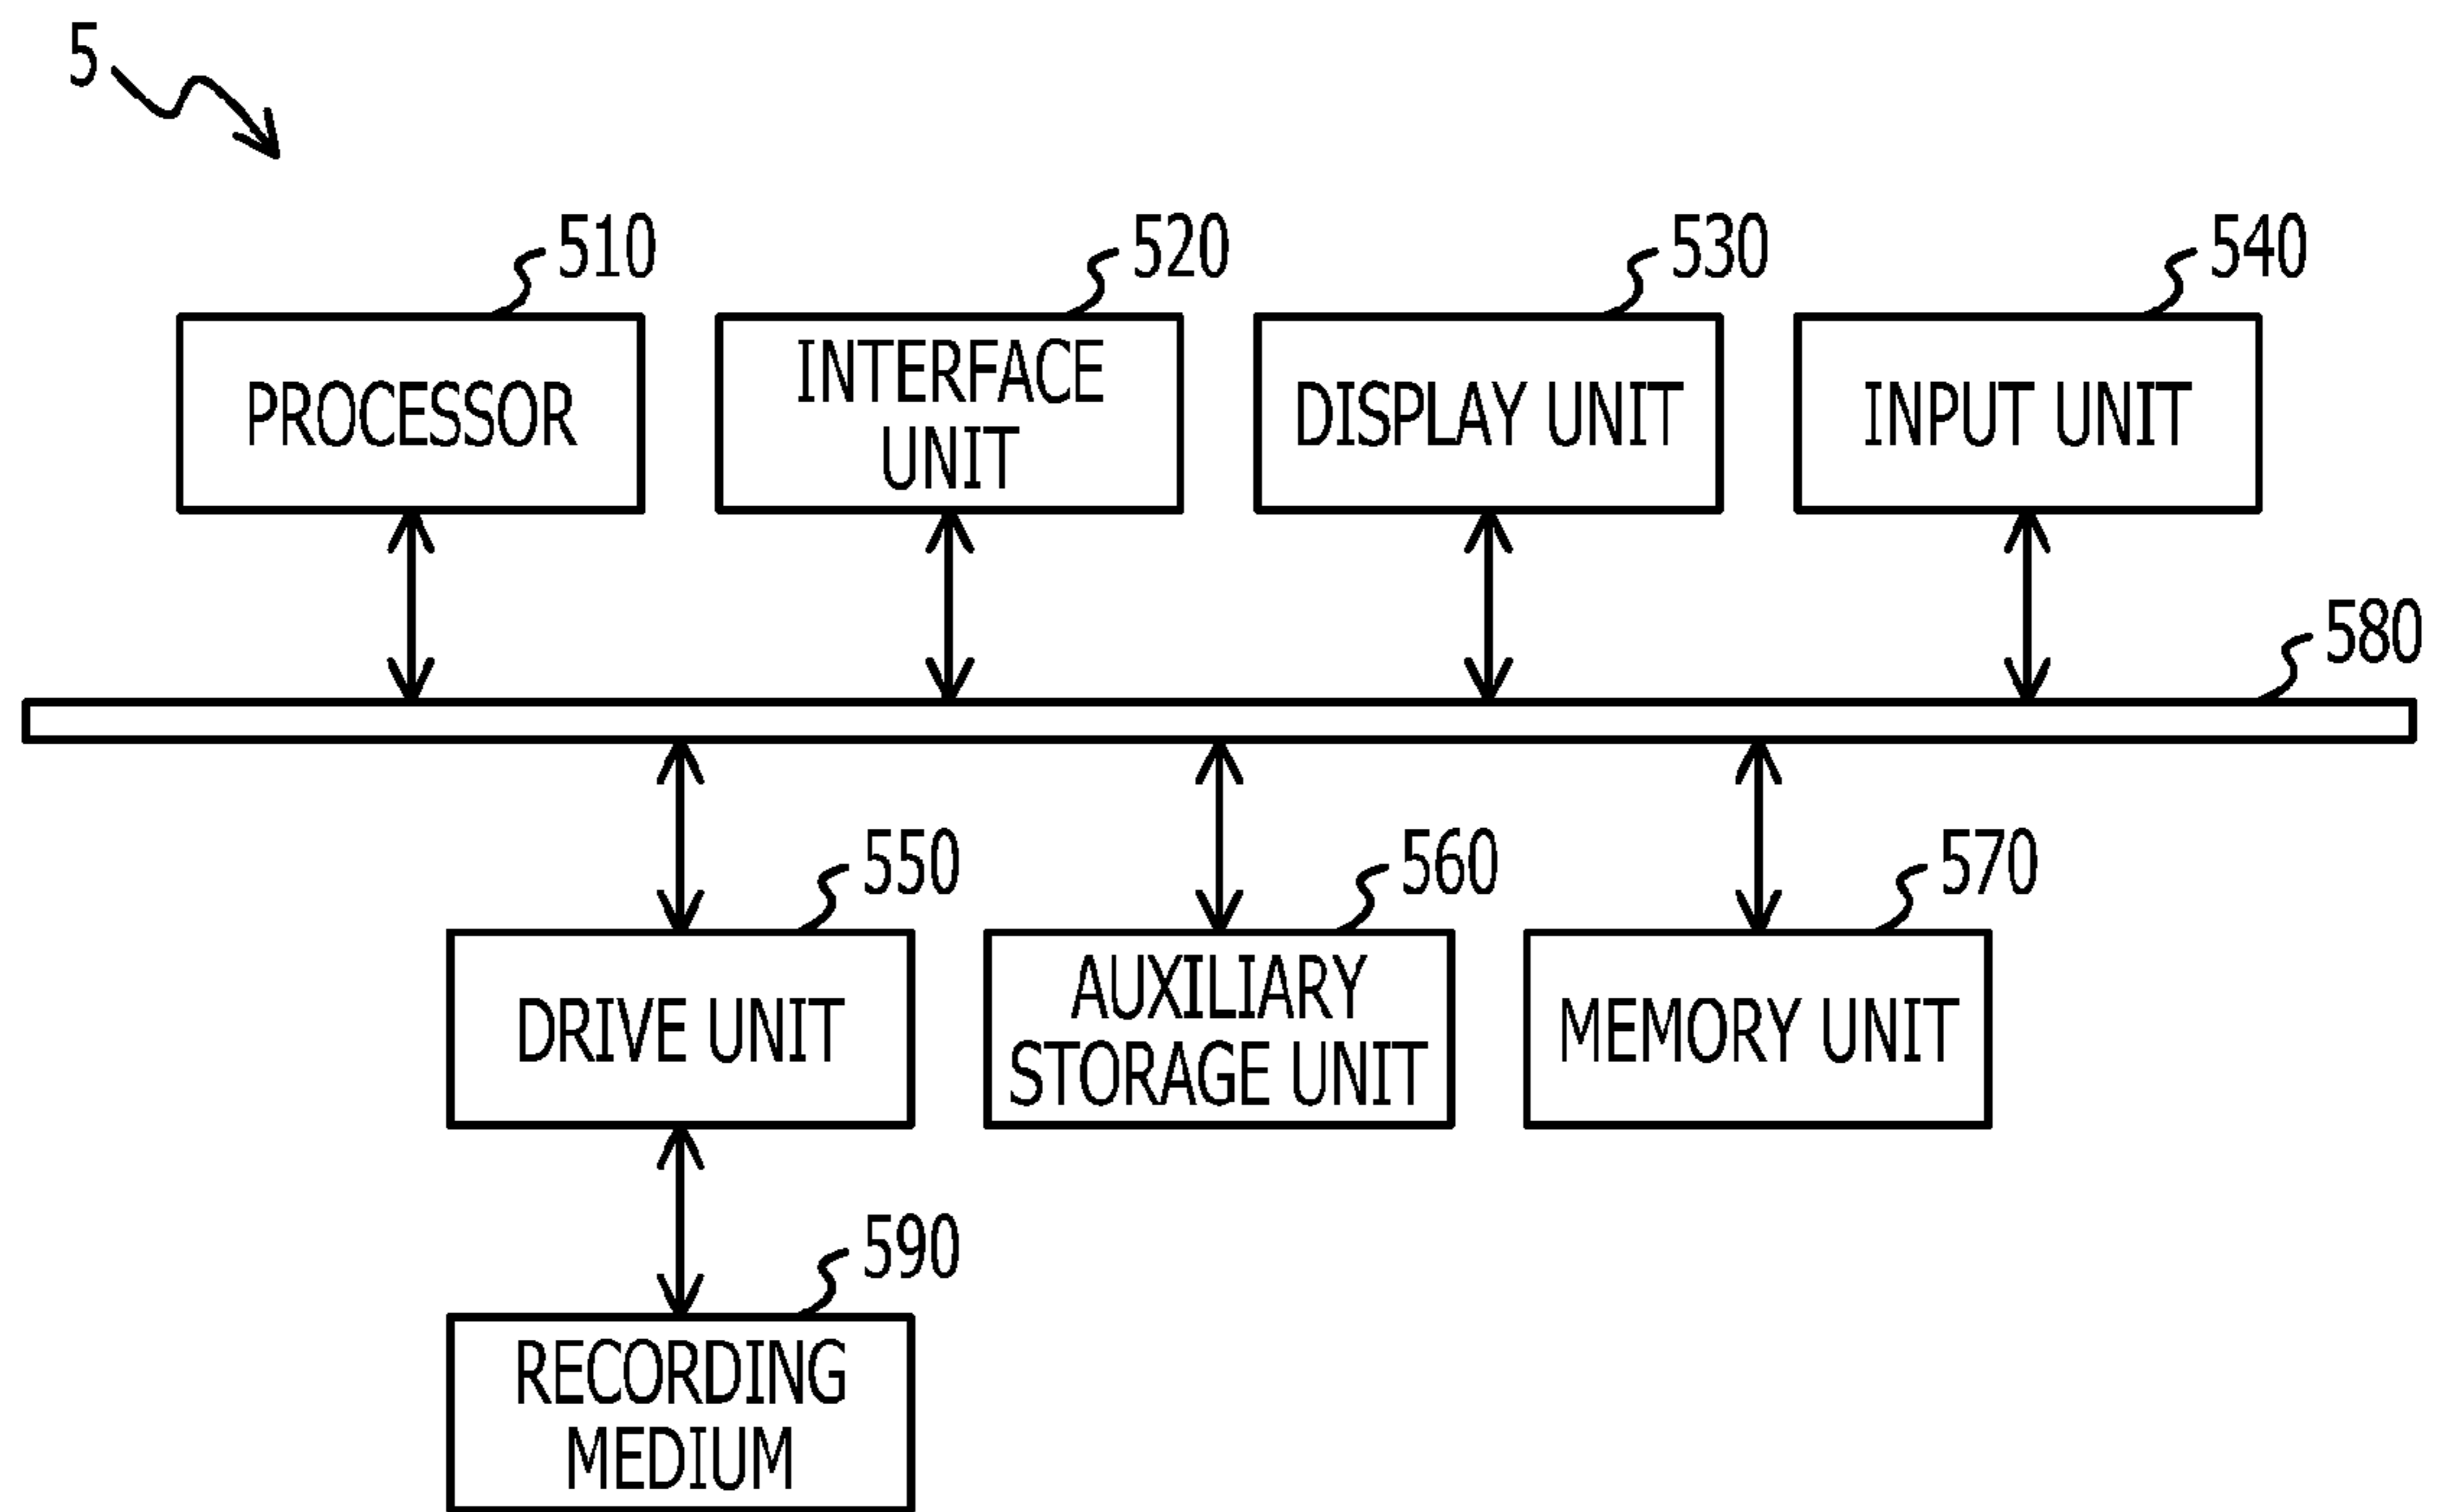 5
510
520
530
540
PROCESSOR
INTERFACE
UNIT
DISPLAY UNIT
INPUT UNIT
580
550
560
570
DRIVE UNIT
AUXILIARY
STORAGE UNIT
MEMORY UNIT
590
RECORDING
MEDIUM